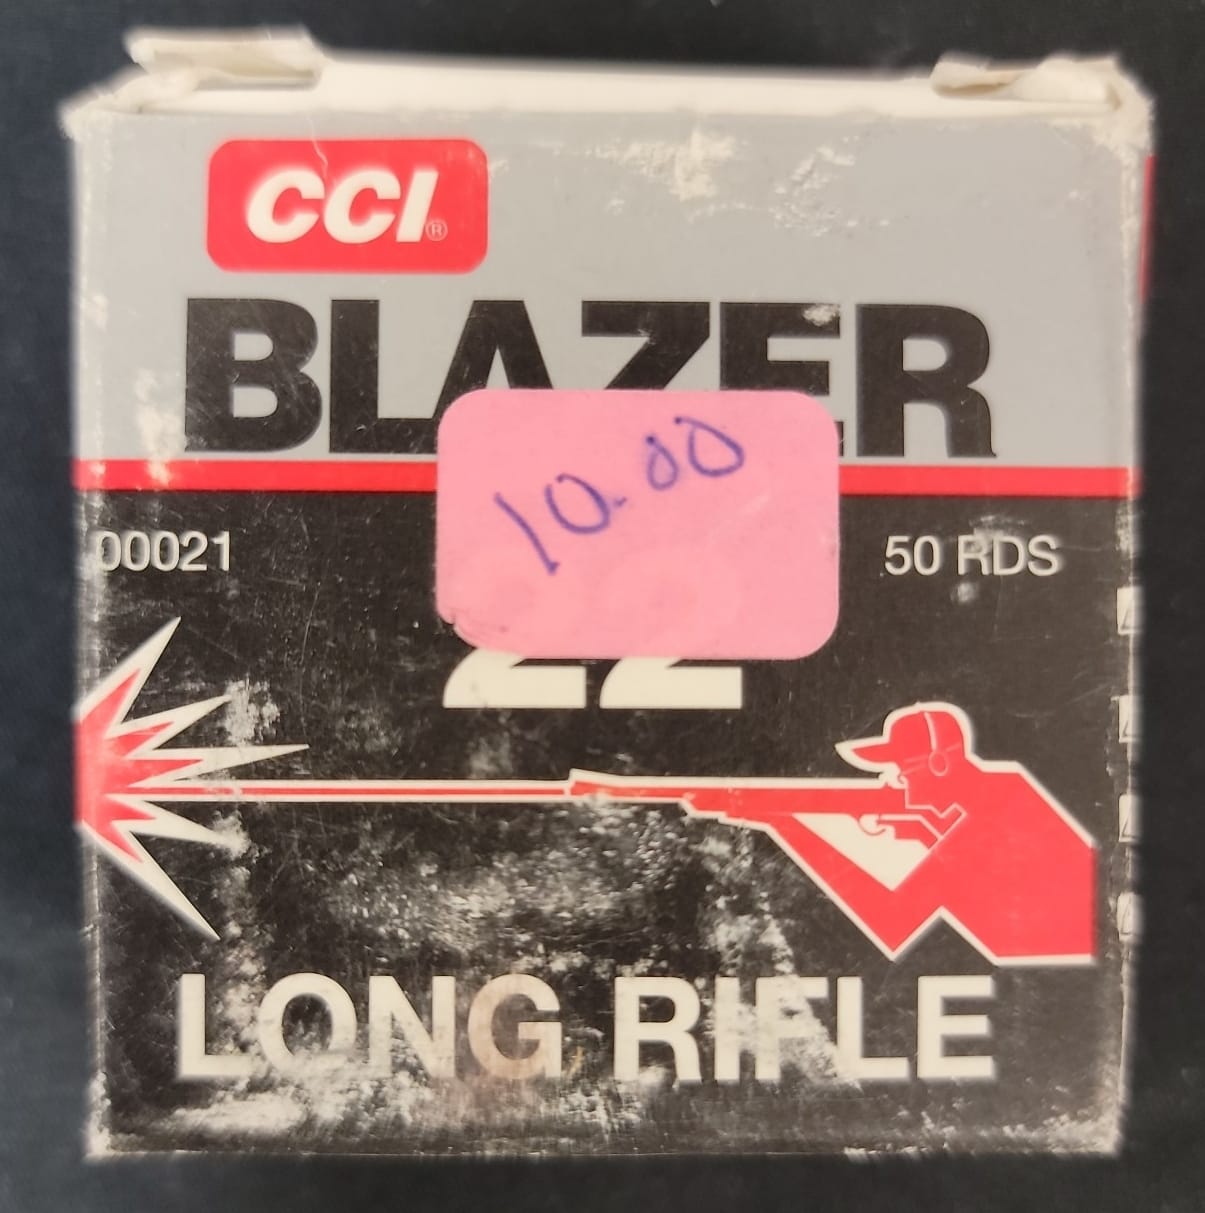 CCI®
BLAZER
10.00
00021
50 RDS
22
LONG RIFLE